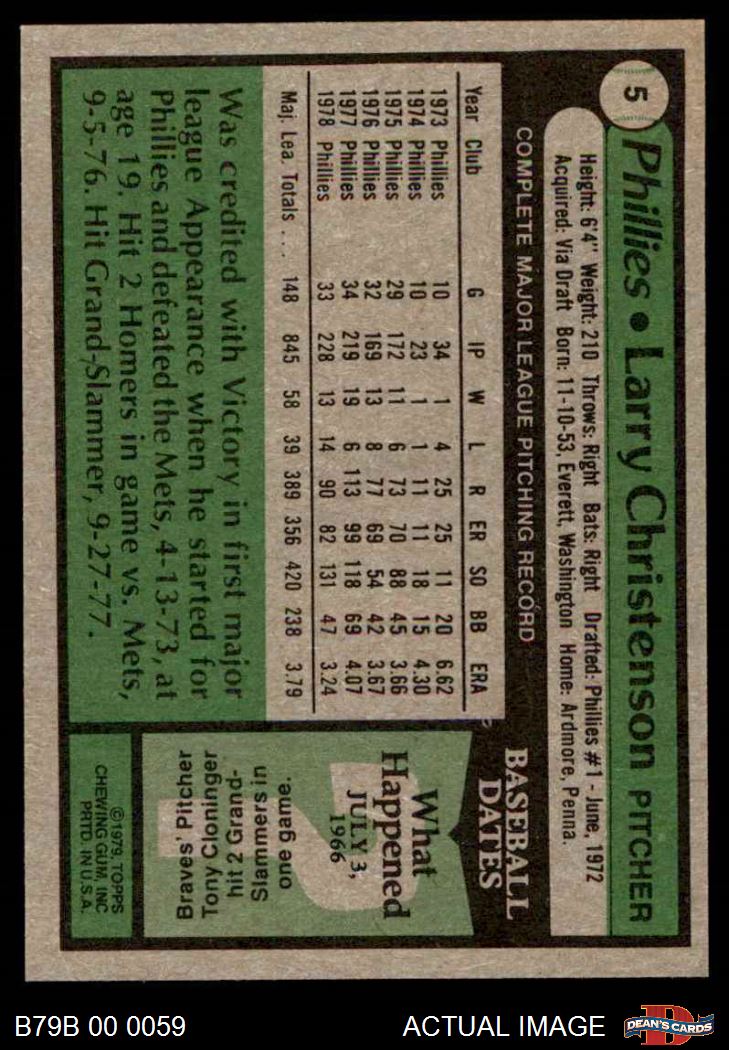 5
Phillies • Larry Christenson PITCHER
Height: 6'4" Weight: 210 Throws: Right Bats: Right Drafted: Phillies #1 - June, 1972
Acquired: Via Draft Born: 11-10-53, Everett, Washington Home: Ardmore, Penna.
COMPLETE MAJOR LEAGUE PITCHING RECORD
Year Club G IP W L R ER SO BB ERA
1973 Phillies 10 34 1 4 25 25 11 20 6.62
1974 Phillies 10 23 1 1 11 11 18 15 4.30
1975 Phillies 29 172 11 6 73 70 88 45 3.66
1976 Phillies 32 169 13 8 77 69 54 42 3.67
1977 Phillies 34 219 19 6 113 99 118 69 4.07
1978 Phillies 33 228 13 14 90 82 131 47 3.24
Maj. Lea. Totals . . . 148 845 58 39 389 356 420 238 3.79
Was credited with Victory in first major
league Appearance when he started for
Phillies and defeated the Mets, 4-13-73, at
age 19. Hit 2 Homers in game vs. Mets,
9-5-76. Hit Grand-Slammer, 9-27-77.
BASEBALL
DATES
What
Happened
JULY 3,
1966
Braves' Pitcher
Tony Cloninger
hit 2 Grand-
Slammers in
one game.
©1979, TOPPS
CHEWING GUM, INC
PRTD. IN U.S.A.
B79B 00 0059
ACTUAL IMAGE
D
DEAN'S CARDS